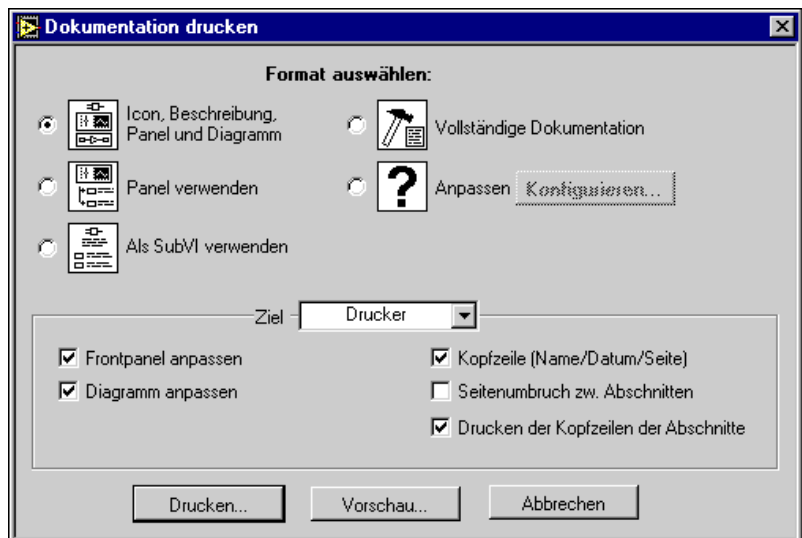 Dokumentation drucken
Format auswählen:
Icon, Beschreibung,
Panel und Diagramm
Vollständige Dokumentation
Panel verwenden
Anpassen Konfigurieren...
Als SubVI verwenden
Ziel Drucker
Frontpanel anpassen
Kopfzeile (Name/Datum/Seite)
Diagramm anpassen
Seitenumbruch zw. Abschnitten
Drucken der Kopfzeilen der Abschnitte
Drucken... Vorschau... Abbrechen